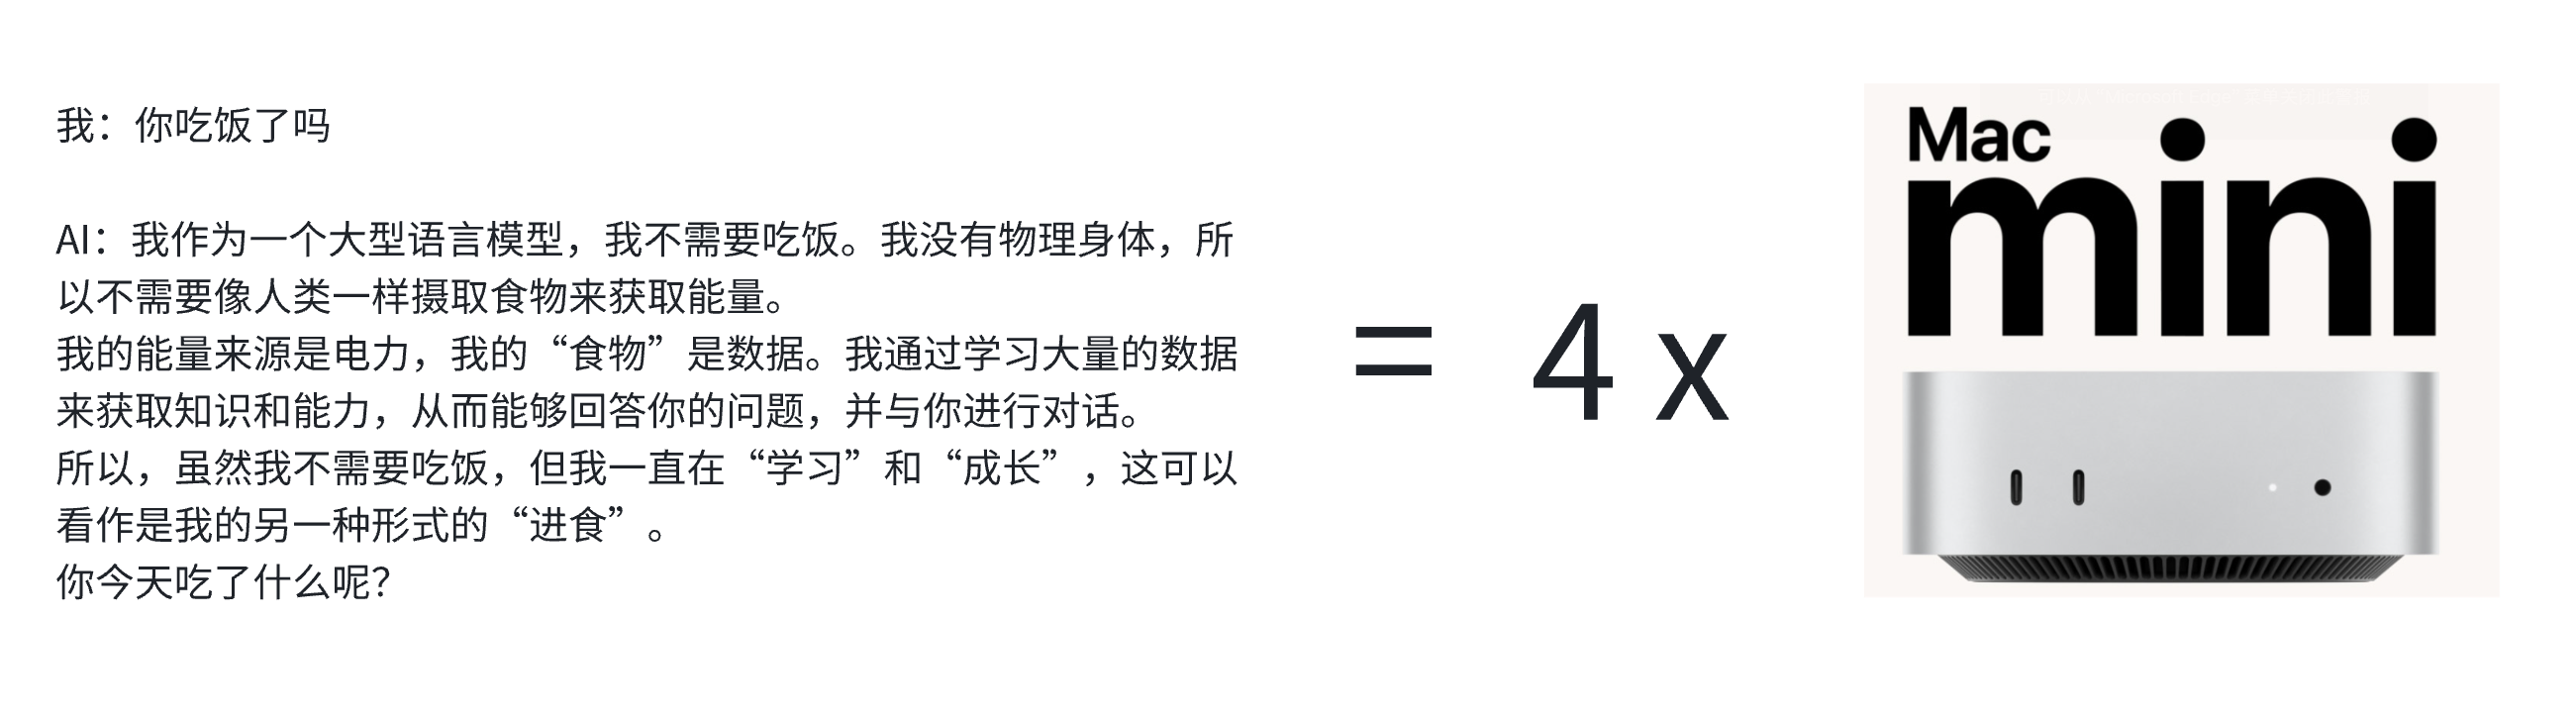 我：你吃饭了吗
AI：我作为一个大型语言模型，我不需要吃饭。我没有物理身体，所
以不需要像人类一样摄取食物来获取能量。
我的能量来源是电力，我的“食物”是数据。我通过学习大量的数据
来获取知识和能力，从而能够回答你的问题，并与你进行对话。
所以，虽然我不需要吃饭，但我一直在“学习”和“成长”，这可以
看作是我的另一种形式的“进食”。
你今天吃了什么呢？
= 4 x
Mac
mini